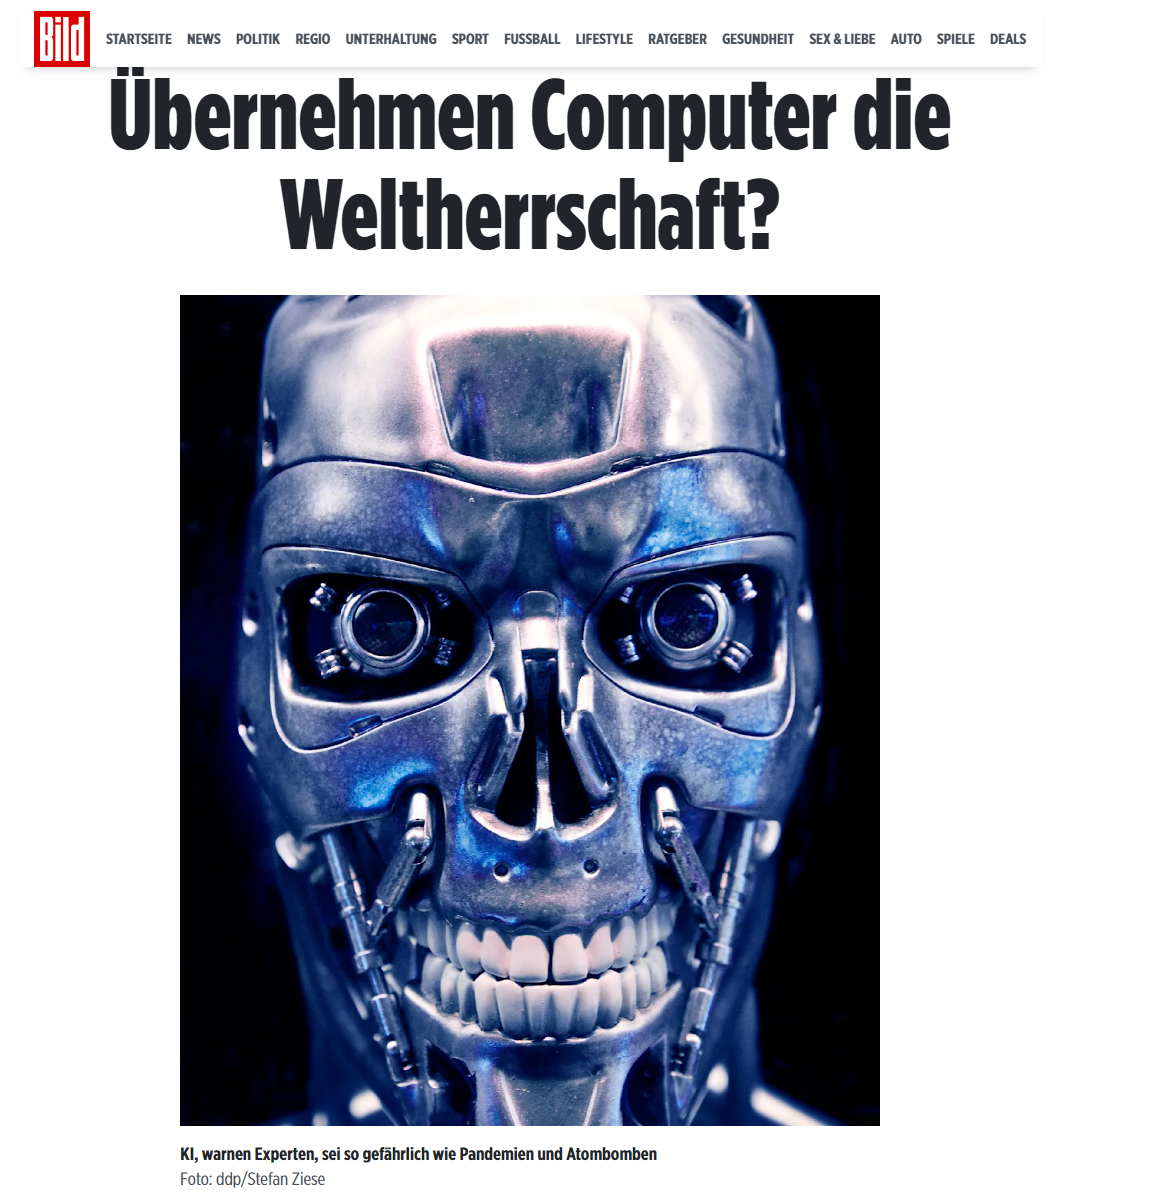 Bild
STARTSEITE NEWS POLITIK REGIO UNTERHALTUNG SPORT FUSSBALL LIFESTYLE RATGEBER GESUNDHEIT SEX & LIEBE AUTO SPIELE DEALS
Übernehmen Computer die
Weltherrschaft?
KI, warnen Experten, sei so gefährlich wie Pandemien und Atombomben
Foto: ddp/Stefan Ziese